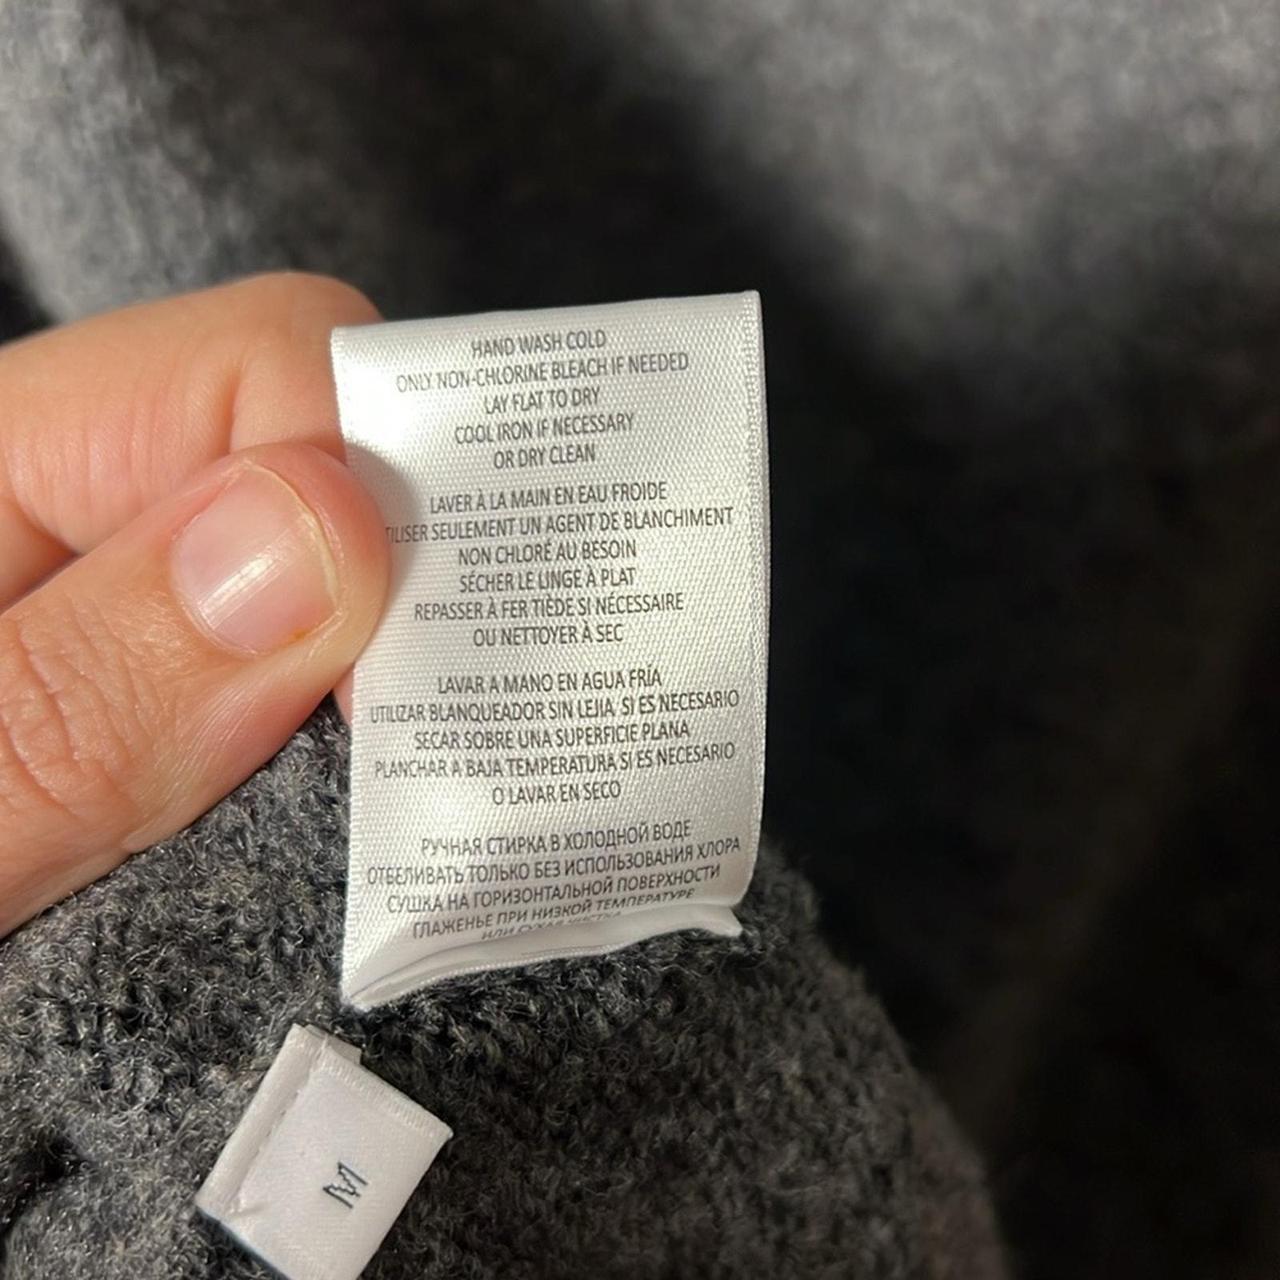 HAND WASH COLD
ONLY NON-CHLORINE BLEACH IF NEEDED
LAY FLAT TO DRY
COOL IRON IF NECESSARY
OR DRY CLEAN
LAVER À LA MAIN EN EAU FROIDE
TILISER SEULEMENT UN AGENT DE BLANCHIMENT
NON CHLORÉ AU BESOIN
SÉCHER LE LINGE À PLAT
REPASSER À FER TIÈDE SI NÉCESSAIRE
OU NETTOYER À SEC
LAVAR A MANO EN AGUA FRÍA
UTILIZAR BLANQUEADOR SIN LEJIA SI ES NECESARIO
SECAR SOBRE UNA SUPERFICIE PLANA
PLANCHAR A BAJA TEMPERATURA SI ES NECESARIO
O LAVAR EN SECO
РУЧНАЯ СТИРКА В ХОЛОДНОЙ ВОДЕ
ОТБЕЛИВАТЬ ТОЛЬКО БЕЗ ИСПОЛЬЗОВАНИЯ ХЛОРА
СУШКА НА ГОРИЗОНТАЛЬНОЙ ПОВЕРХНОСТИ
ГЛАЖЕНЬЕ ПРИ НИЗКОЙ ТЕМПЕРАТУРЕ
ИЛИ СУХАЯ ЧИСТКА
M